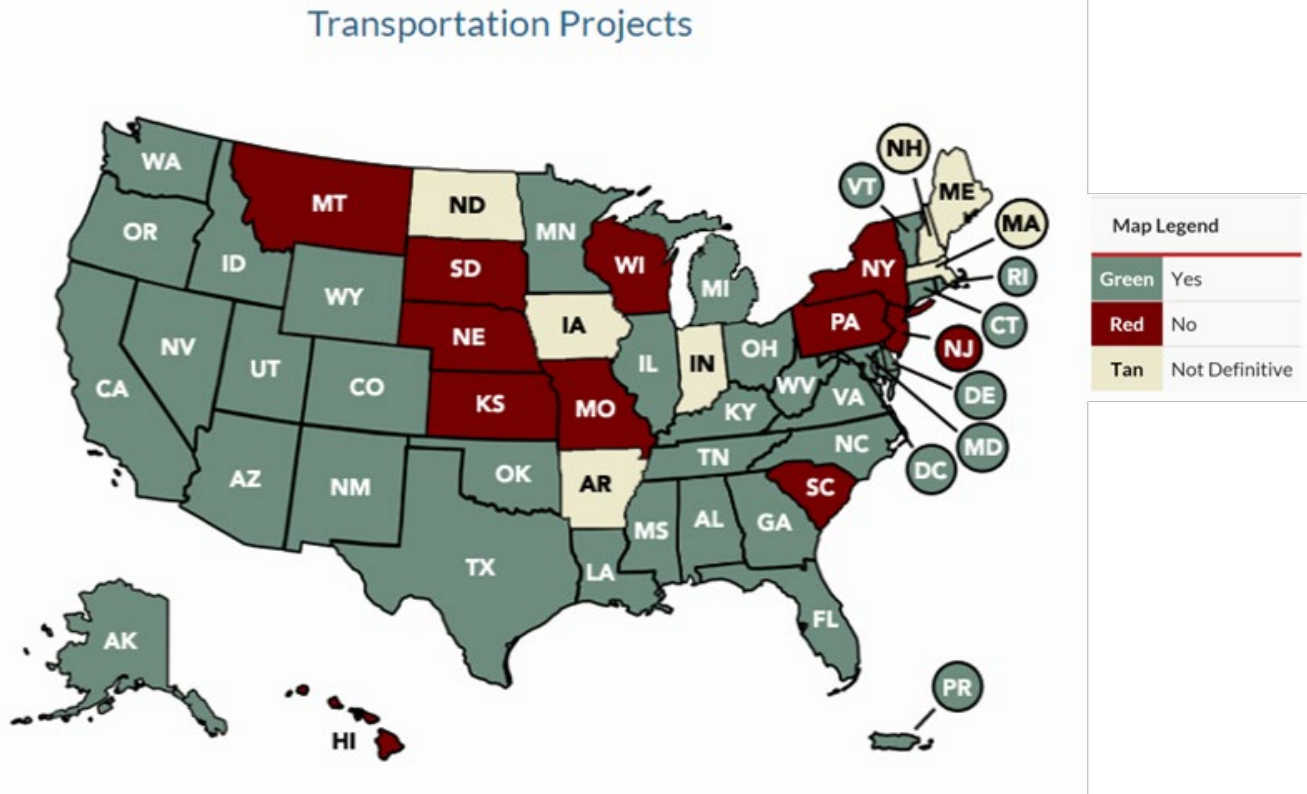 Transportation Projects
NH
VT
ME
WA
MT
ND
MA
OR
MN
ID
SD
WI
NY
RI
MI
WY
CT
IA
PA
NE
NJ
NV
OH
UT
IL
IN
CO
CA
WV
DE
KS
MO
VA
KY
NC
MD
TN
DC
AZ
NM
OK
AR
SC
MS
AL
GA
TX
LA
FL
AK
PR
HI
Map Legend
Green Yes
Red No
Tan Not Definitive